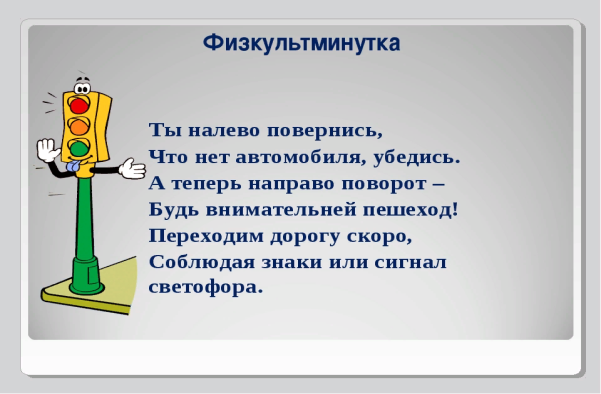 Физкультминутка
Ты налево повернись,
Что нет автомобиля, убедись.
А теперь направо поворот –
Будь внимательней пешеход!
Переходим дорогу скоро,
Соблюдая знаки или сигнал
светофора.